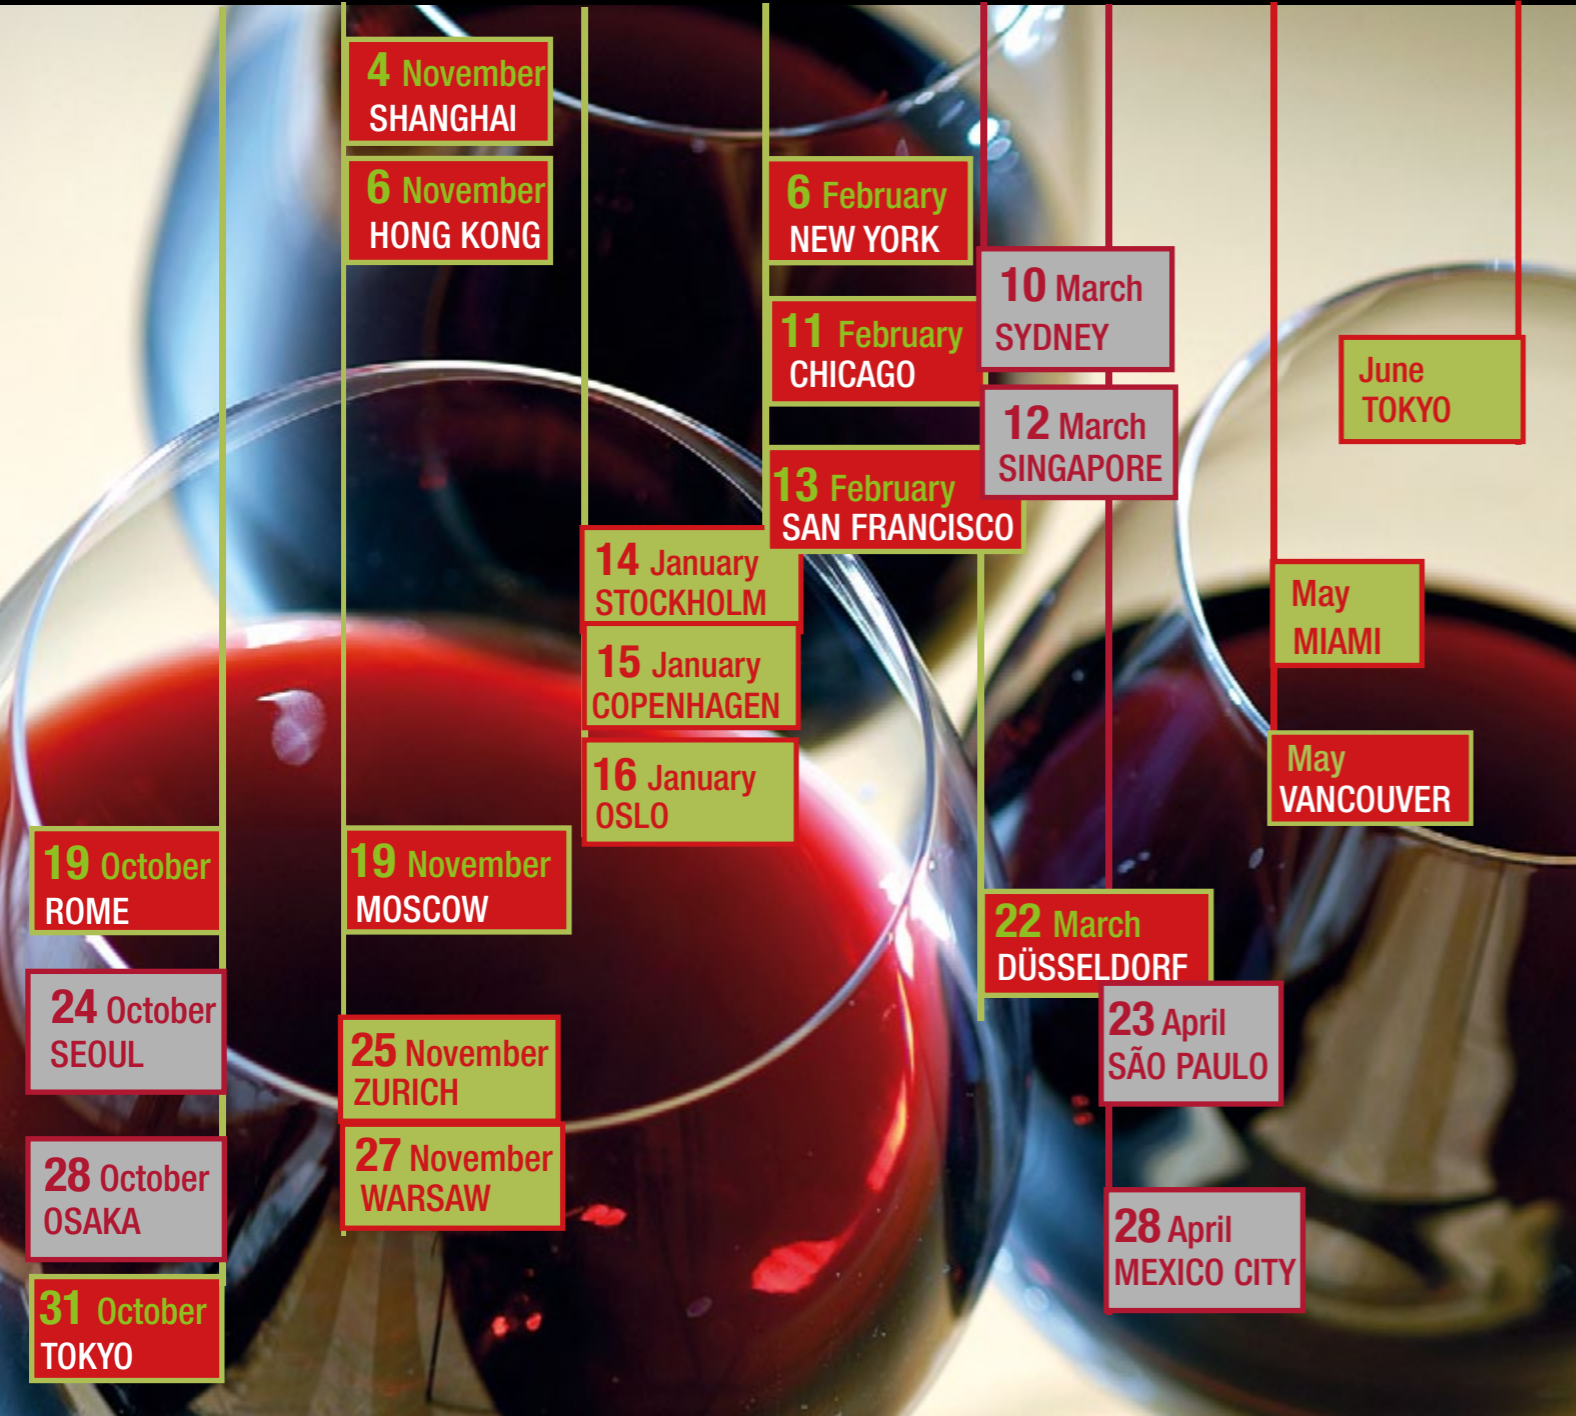 4 November
SHANGHAI
6 November
HONG KONG
19 October
ROME
24 October
SEOUL
28 October
OSAKA
31 October
TOKYO
19 November
MOSCOW
25 November
ZURICH
27 November
WARSAW
14 January
STOCKHOLM
15 January
COPENHAGEN
16 January
OSLO
6 February
NEW YORK
11 February
CHICAGO
13 February
SAN FRANCISCO
10 March
SYDNEY
12 March
SINGAPORE
22 March
DÜSSELDORF
23 April
SÃO PAULO
28 April
MEXICO CITY
May
MIAMI
May
VANCOUVER
June
TOKYO